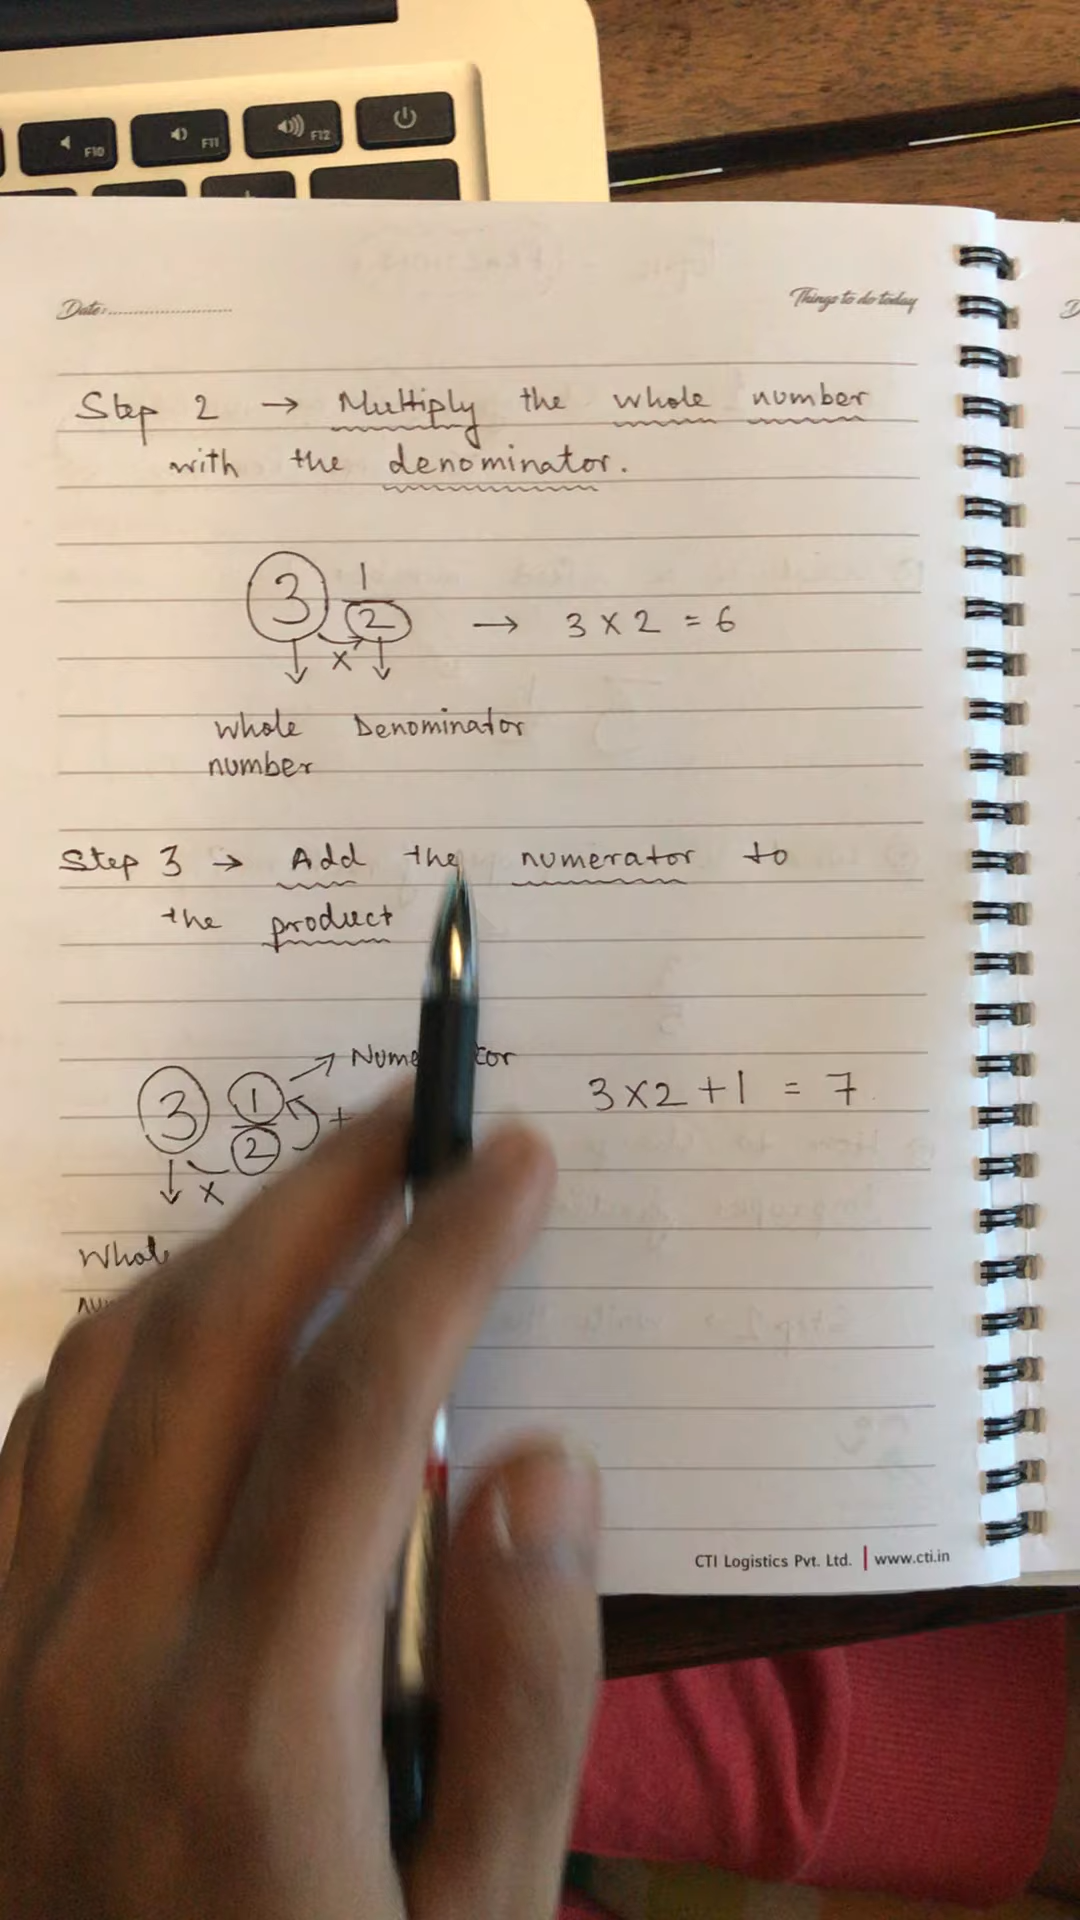 F10
F11
F12
Date:
Things to do today
Step 2 → Multiply the whole number
with the denominator.
3 1/2 → 3 x 2 = 6
x
Whole Denominator
number
Step 3 → Add the numerator to
the product
3 1/2 + 3 x 2 + 1 = 7
x
CTI Logistics Pvt. Ltd. | www.cti.in